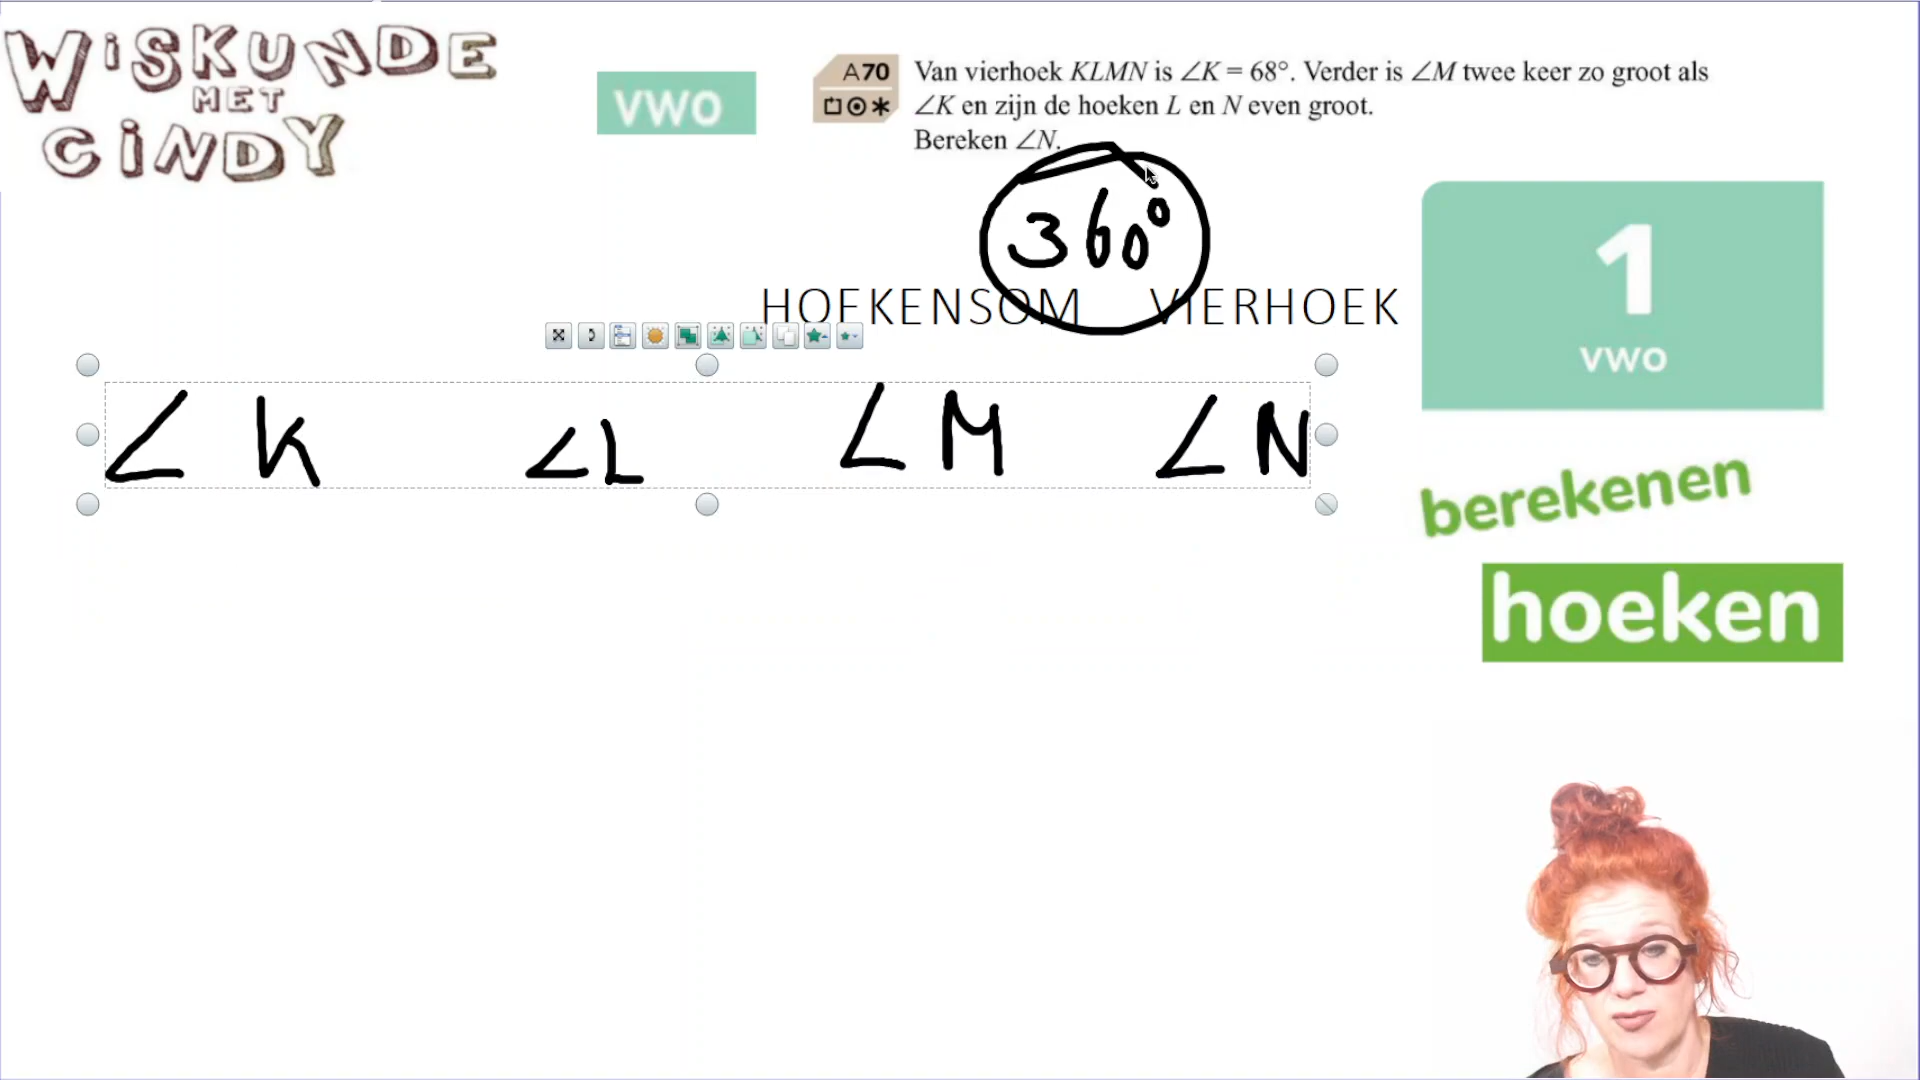 WiSKUNDE
MET
CiNDY
vwo
A70
Van vierhoek KLMN is ∠K = 68°. Verder is ∠M twee keer zo groot als
∠K en zijn de hoeken L en N even groot.
Bereken ∠N.
360°
HOEKENSOM VIERHOEK
∠K ∠L ∠M ∠N
1
vwo
berekenen
hoeken